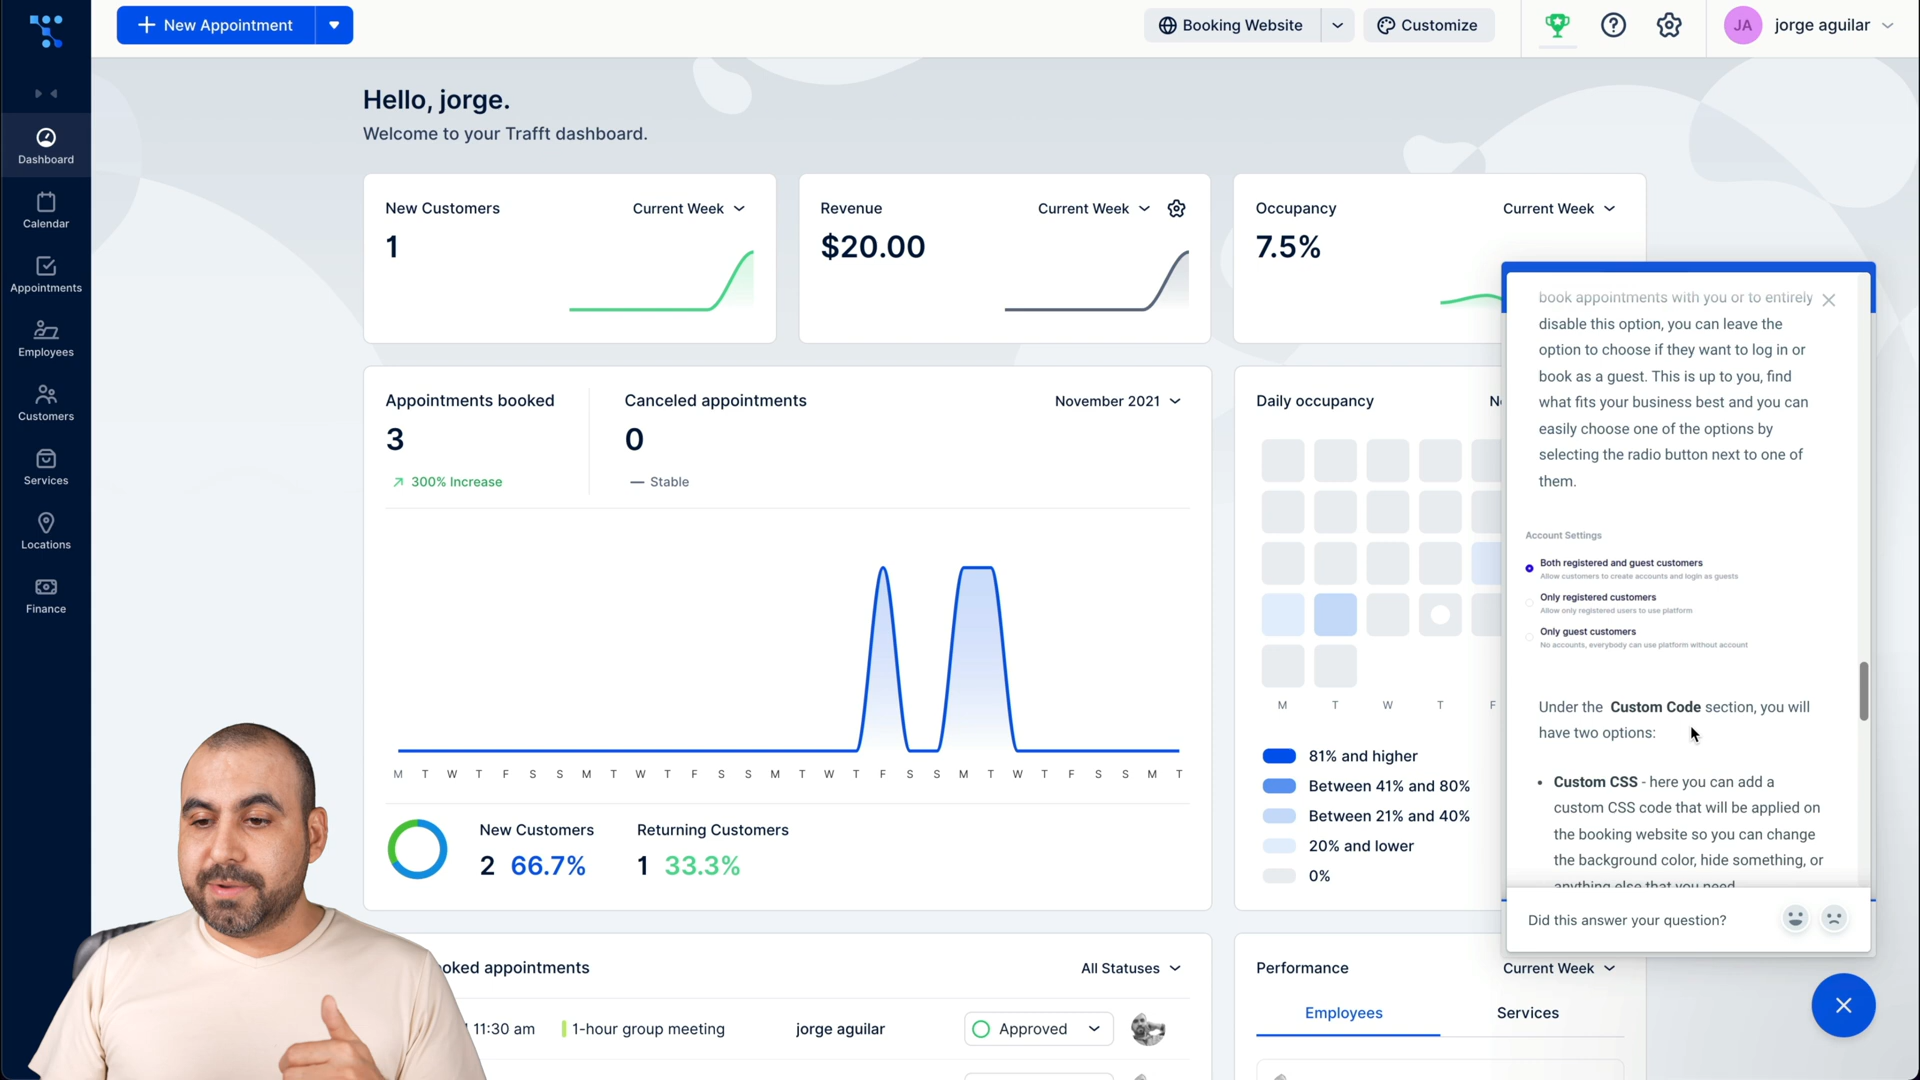 New Appointment
Booking Website
Customize
JA
jorge aguilar
Dashboard
Calendar
Appointments
Employees
Customers
Services
Locations
Finance
Hello, jorge.
Welcome to your Trafft dashboard.
New Customers
Current Week
1
Revenue
Current Week
$20.00
Occupancy
Current Week
7.5%
Appointments booked
3
300% Increase
Canceled appointments
0
Stable
November 2021
M T W T F S S M T W T F S S M T W T F S S M T W T F S S M T
New Customers
2 66.7%
Returning Customers
1 33.3%
Daily occupancy
M T W T F
81% and higher
Between 41% and 80%
Between 21% and 40%
20% and lower
0%
book appointments with you or to entirely
disable this option, you can leave the
option to choose if they want to log in or
book as a guest. This is up to you, find
what fits your business best and you can
easily choose one of the options by
selecting the radio button next to one of
them.
Account Settings
Both registered and guest customers
Allow customers to create accounts and login as guests
Only registered customers
Allow only registered users to use platform
Only guest customers
No accounts, everybody can use platform without account
Under the Custom Code section, you will
have two options:
• Custom CSS - here you can add a
custom CSS code that will be applied on
the booking website so you can change
the background color, hide something, or
anything else that you need
Did this answer your question?
oked appointments
All Statuses
11:30 am
1-hour group meeting
jorge aguilar
Approved
Performance
Current Week
Employees
Services